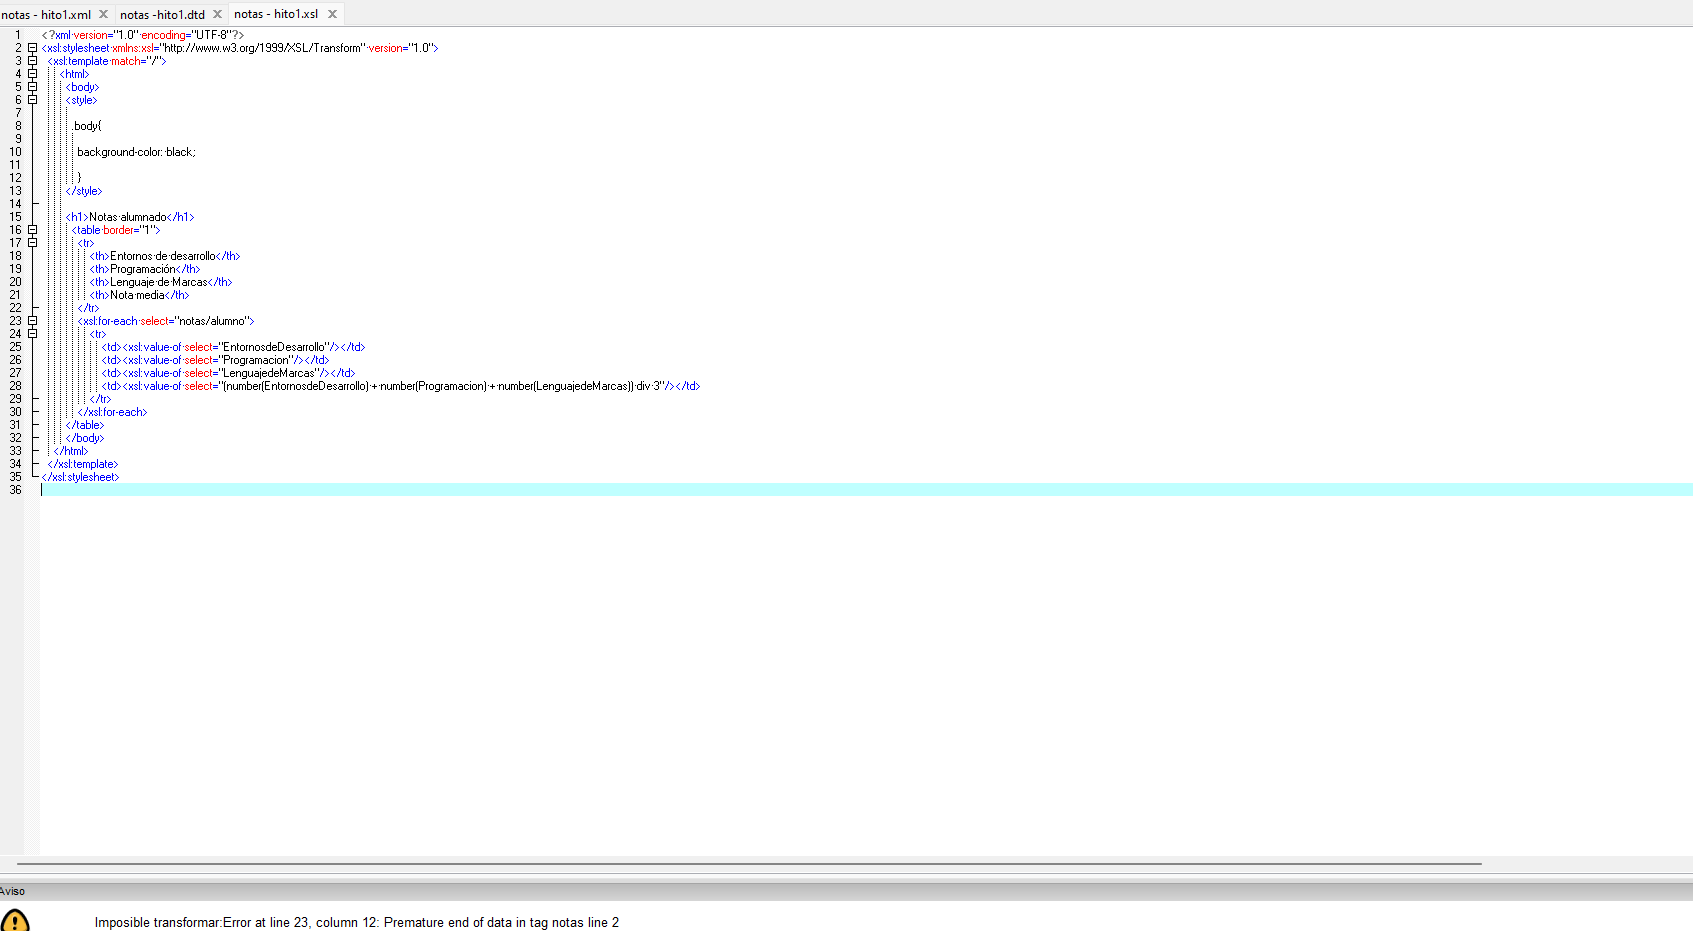 notas - hito1.xml notas -hito1.dtd notas - hito1.xsl
1 <?xml version="1.0" encoding="UTF-8"?>
2 <xsl:stylesheet xmlns:xsl="http://www.w3.org/1999/XSL/Transform" version="1.0">
3 <xsl:template match="/">
4 <html>
5 <body>
6 <style>
7
8 .body{
9
10 background-color: black;
11
12 }
13 </style>
14
15 <h1>Notas alumnado</h1>
16 <table border="1">
17 <tr>
18 <th>Entornos de desarrollo</th>
19 <th>Programación</th>
20 <th>Lenguaje de Marcas</th>
21 <th>Nota media</th>
22 </tr>
23 <xsl:for-each select="notas/alumno">
24 <tr>
25 <td><xsl:value-of select="EntornosdeDesarrollo"/></td>
26 <td><xsl:value-of select="Programacion"/></td>
27 <td><xsl:value-of select="LenguajedeMarcas"/></td>
28 <td><xsl:value-of select="(number(EntornosdeDesarrollo) + number(Programacion) + number(LenguajedeMarcas)) div 3"/></td>
29 </tr>
30 </xsl:for-each>
31 </table>
32 </body>
33 </html>
34 </xsl:template>
35 </xsl:stylesheet>
36
Aviso
Imposible transformar:Error at line 23, column 12: Premature end of data in tag notas line 2